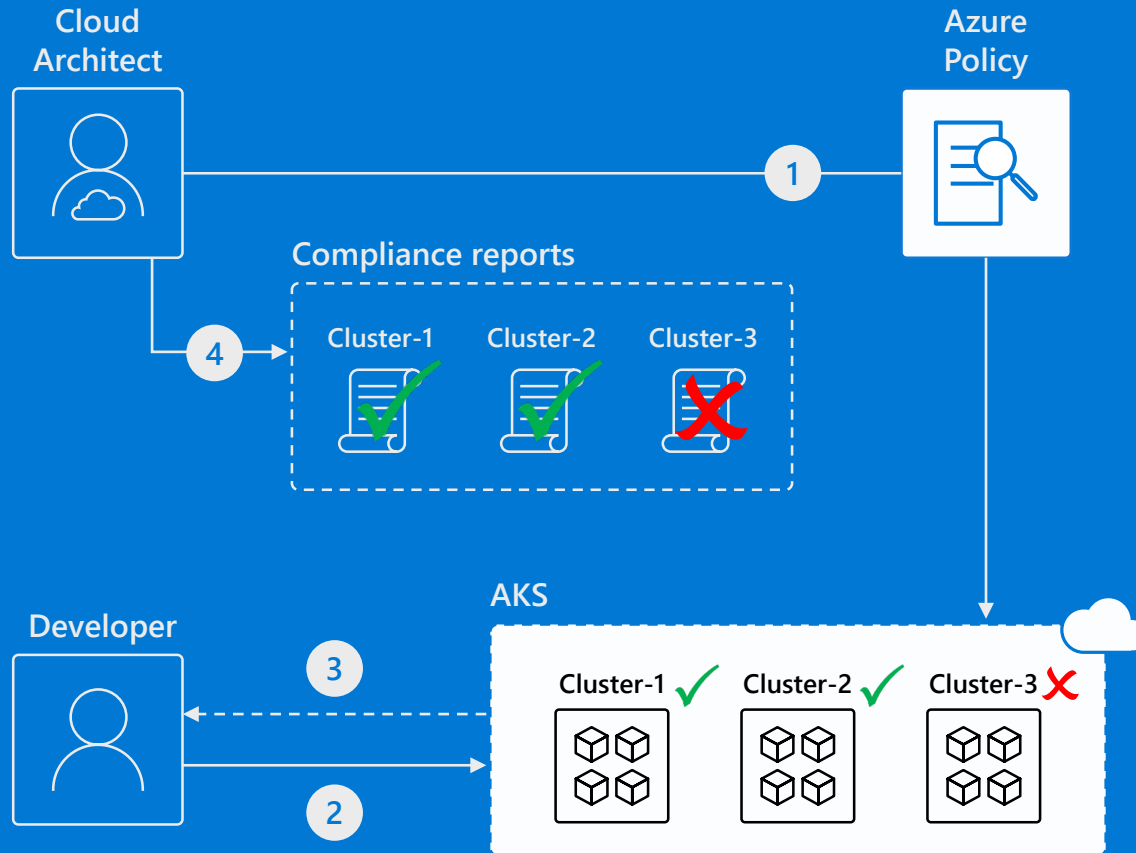 Cloud
Architect
Azure
Policy
1
Compliance reports
Cluster-1
Cluster-2
Cluster-3
4
AKS
Developer
3
Cluster-1
Cluster-2
Cluster-3
2